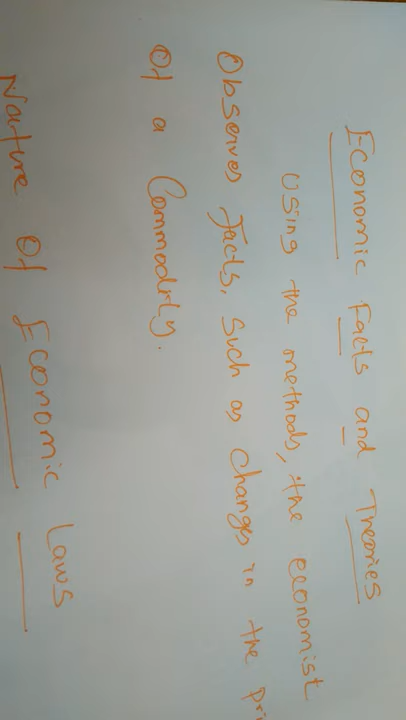 Economic Facts and Theories
Using the methods, the economist
Observes Facts, Such as changes in the pri
Of a Commodity.
Nature Of Economic Laws